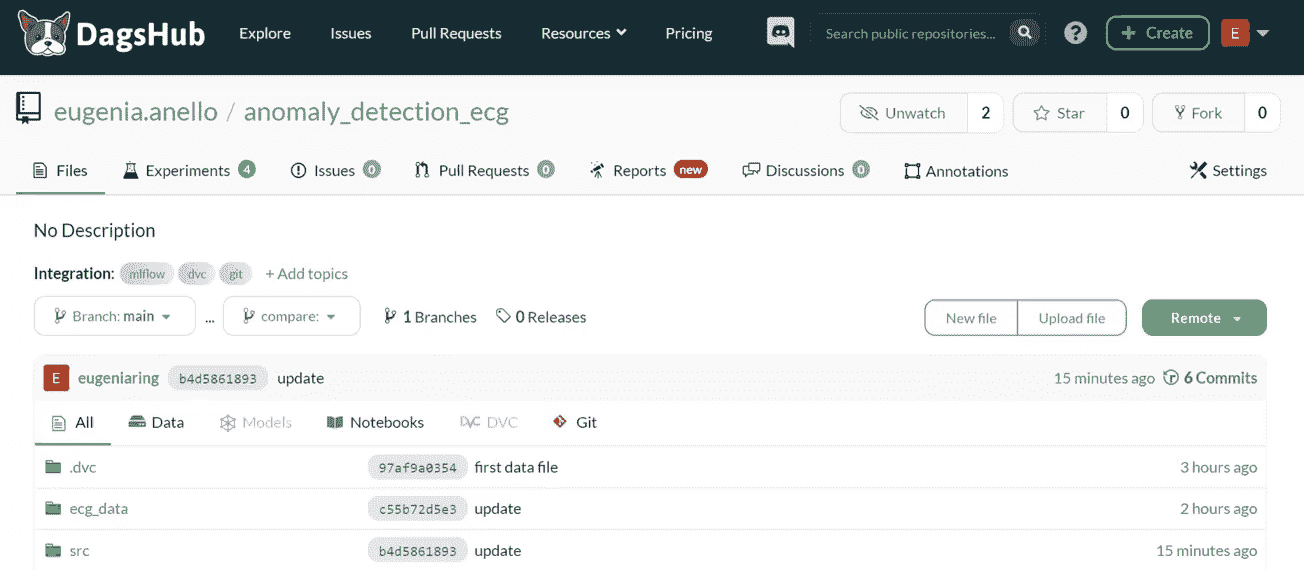 DagsHub Explore Issues Pull Requests Resources Pricing Search public repositories... ? + Create E
eugenia.anello / anomaly_detection_ecg Unwatch 2 Star 0 Fork 0
Files Experiments 4 Issues 0 Pull Requests 0 Reports new Discussions 0 Annotations Settings
No Description
Integration: mlflow dvc git + Add topics
Branch: main ... compare: 1 Branches 0 Releases New file Upload file Remote
E eugeniaring b4d5861893 update 15 minutes ago 6 Commits
All Data Models Notebooks DVC DVC Git
.dvc 97af9a0354 first data file 3 hours ago
ecg_data c55b72d5e3 update 2 hours ago
src b4d5861893 update 15 minutes ago